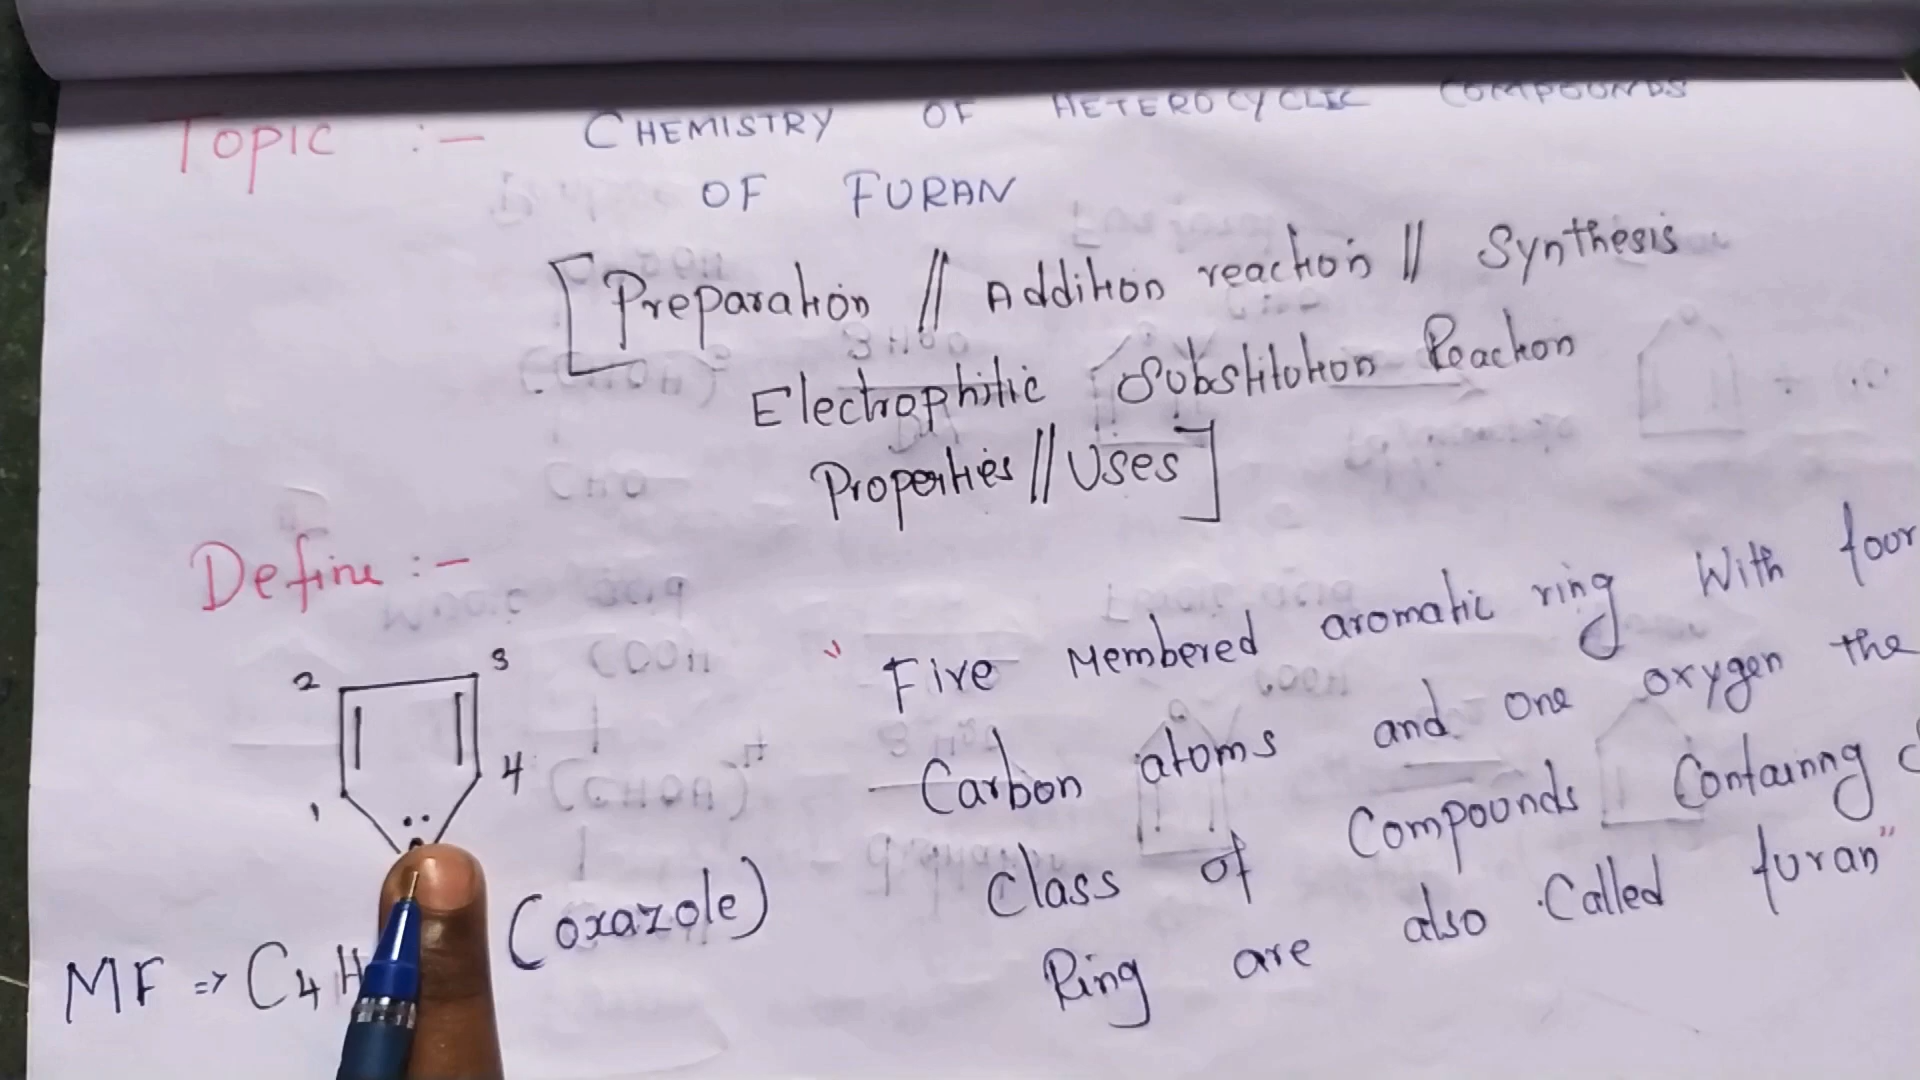 TOPIC :- CHEMISTRY OF HETEROCYCLIC COMPOUNDS
OF FURAN
[Preparation // Addition reaction // Synthesis
Electrophilic Substitution Reaction
Properties // Uses]
Define :-
" Five Membered aromatic ring With four
Carbon atoms and one oxygen the
Class of Compounds Containing
Ring are also Called furan"
2 3
1 4
(oxazole)
MF => C4H